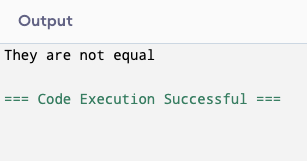 Output
They are not equal
=== Code Execution Successful ===